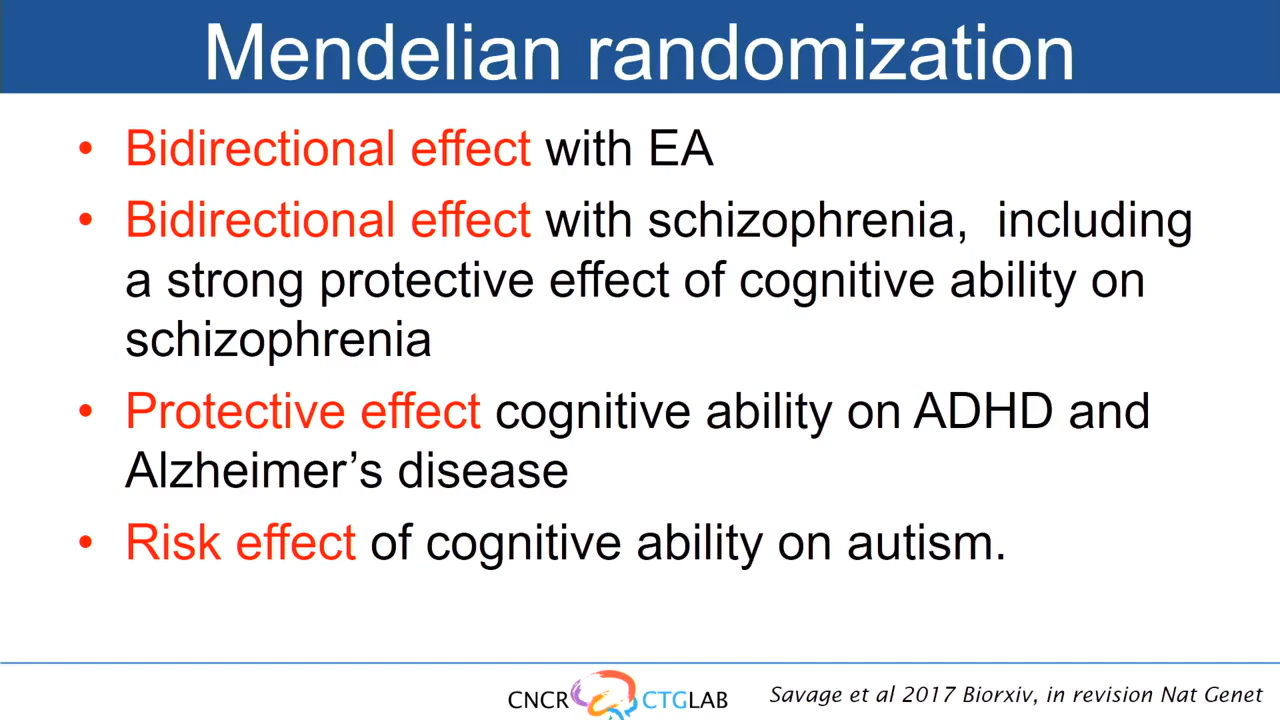 Mendelian randomization
• Bidirectional effect with EA
• Bidirectional effect with schizophrenia, including
a strong protective effect of cognitive ability on
schizophrenia
• Protective effect cognitive ability on ADHD and
Alzheimer’s disease
• Risk effect of cognitive ability on autism.
CNCR CTGLAB
Savage et al 2017 Biorxiv, in revision Nat Genet